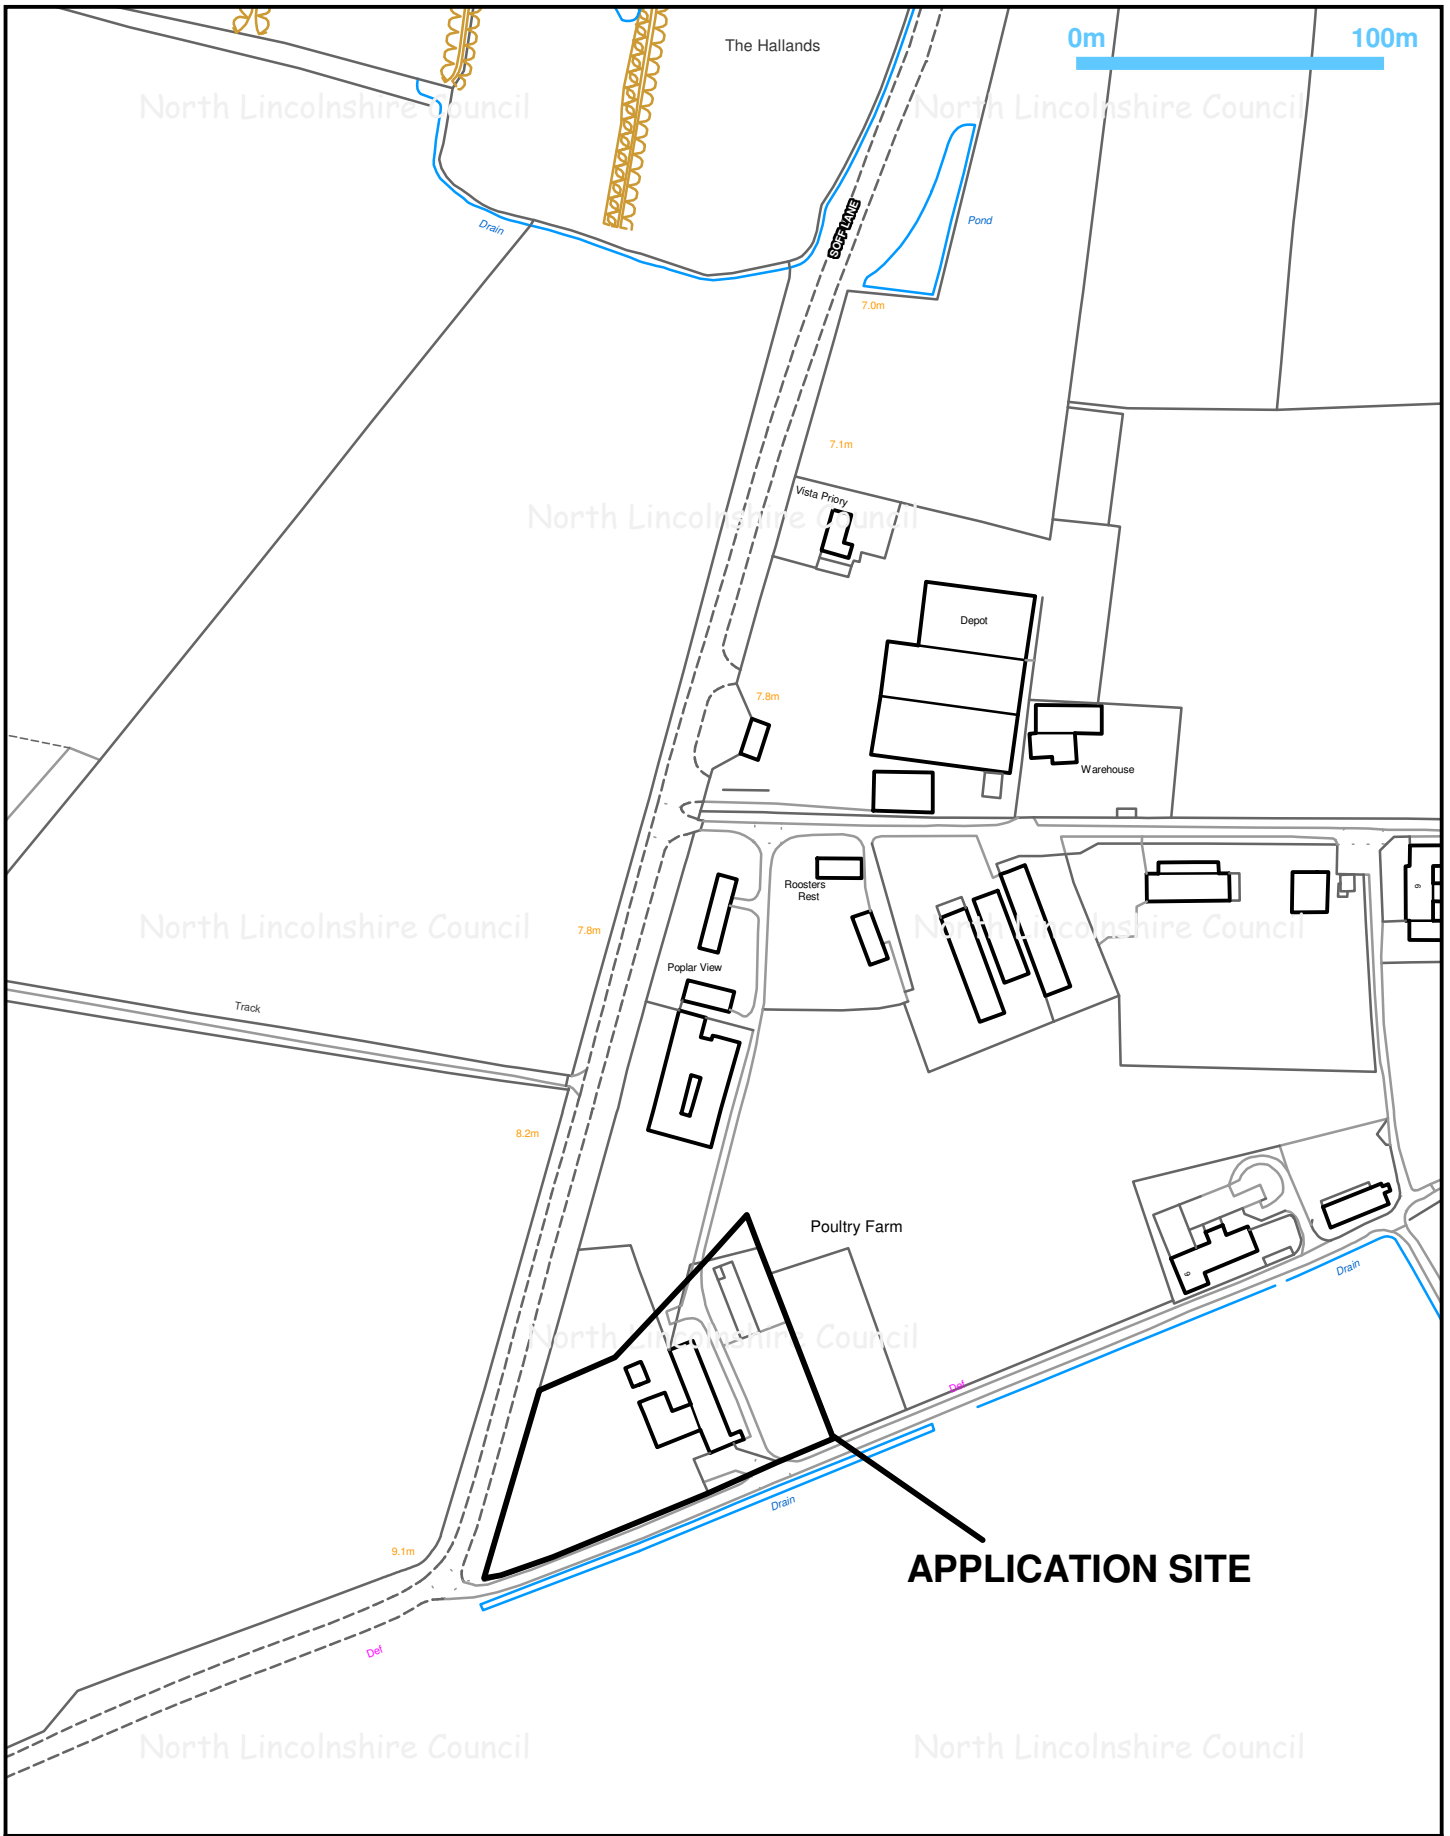 The Hallands
0m
100m
North Lincolnshire Council
North Lincolnshire Council
SOFF LANE
Pond
Drain
7.0m
7.1m
Vista Priory
North Lincolnshire Council
Depot
7.8m
Warehouse
Roosters
Rest
9
North Lincolnshire Council
North Lincolnshire Council
7.8m
Poplar View
Track
8.2m
Poultry Farm
9
Drain
North Lincolnshire Council
Def
Drain
9.1m
APPLICATION SITE
Def
North Lincolnshire Council
North Lincolnshire Council